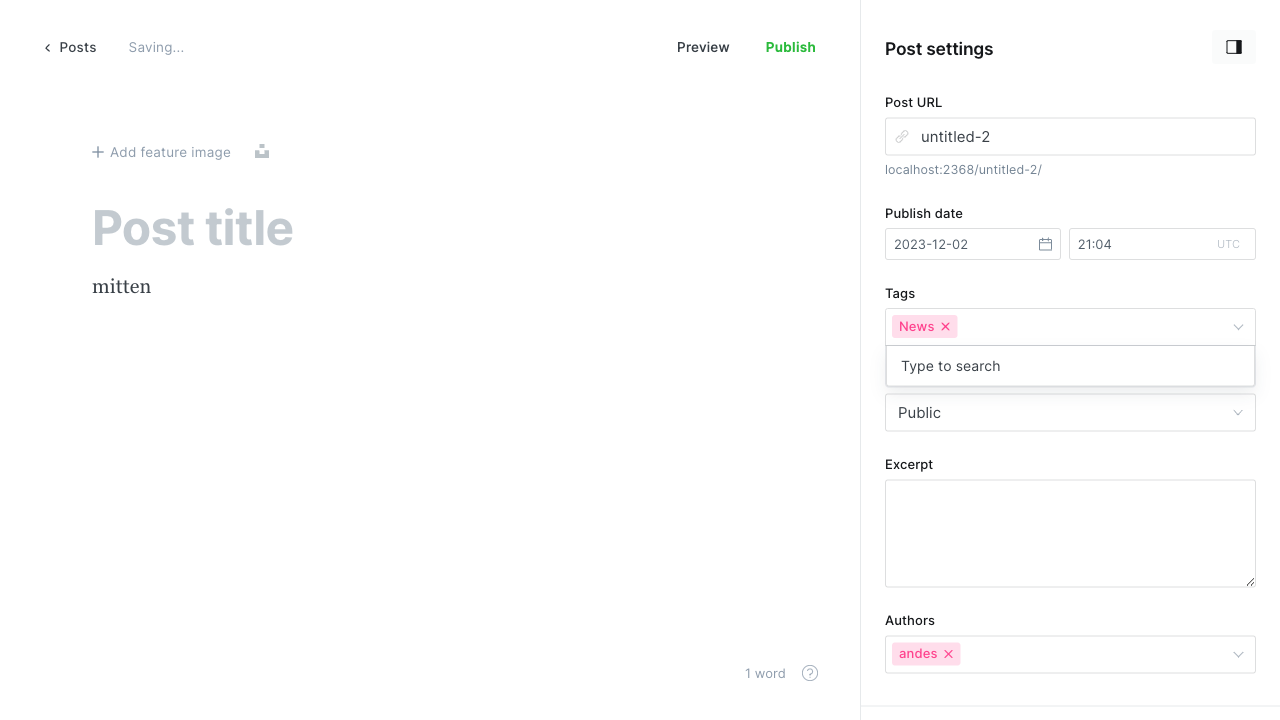 Posts
Saving...
Preview
Publish
Add feature image
Post title
mitten
1 word
?
Post settings
Post URL
untitled-2
localhost:2368/untitled-2/
Publish date
2023-12-02
21:04 UTC
Tags
News
Type to search
Public
Excerpt
Authors
andes